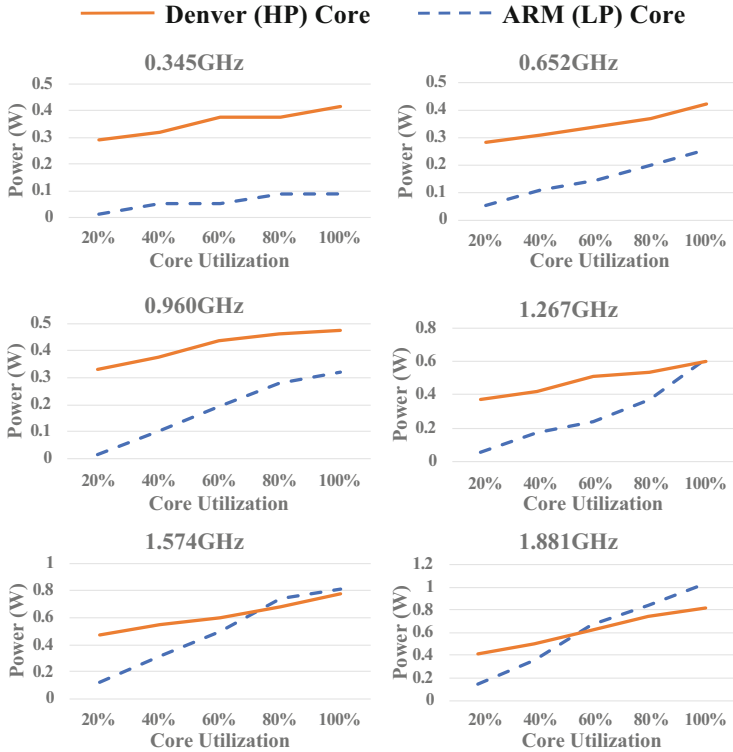 Denver (HP) Core
ARM (LP) Core
0.345GHz
Power (W)
0.5
0.4
0.3
0.2
0.1
0
20% 40% 60% 80% 100%
Core Utilization
0.652GHz
Power (W)
0.5
0.4
0.3
0.2
0.1
0
20% 40% 60% 80% 100%
Core Utilization
0.960GHz
Power (W)
0.5
0.4
0.3
0.2
0.1
0
20% 40% 60% 80% 100%
Core Utilization
1.267GHz
Power (W)
0.8
0.6
0.4
0.2
0
20% 40% 60% 80% 100%
Core Utilization
1.574GHz
Power (W)
1
0.8
0.6
0.4
0.2
0
20% 40% 60% 80% 100%
Core Utilization
1.881GHz
Power (W)
1.2
1
0.8
0.6
0.4
0.2
0
20% 40% 60% 80% 100%
Core Utilization